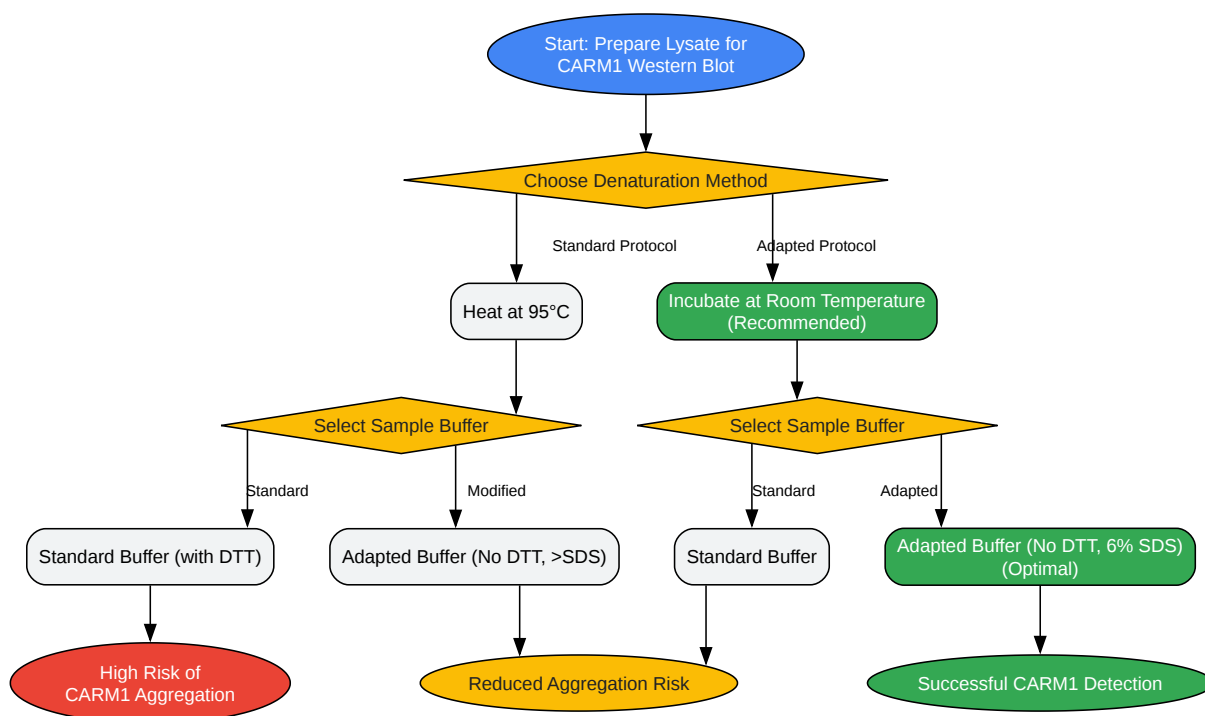 Start: Prepare Lysate for
CARM1 Western Blot
Choose Denaturation Method
Standard Protocol
Adapted Protocol
Heat at 95°C
Incubate at Room Temperature
(Recommended)
Select Sample Buffer
Select Sample Buffer
Standard
Modified
Standard
Adapted
Standard Buffer (with DTT)
Adapted Buffer (No DTT, >SDS)
Standard Buffer
Adapted Buffer (No DTT, 6% SDS)
(Optimal)
High Risk of
CARM1 Aggregation
Reduced Aggregation Risk
Successful CARM1 Detection